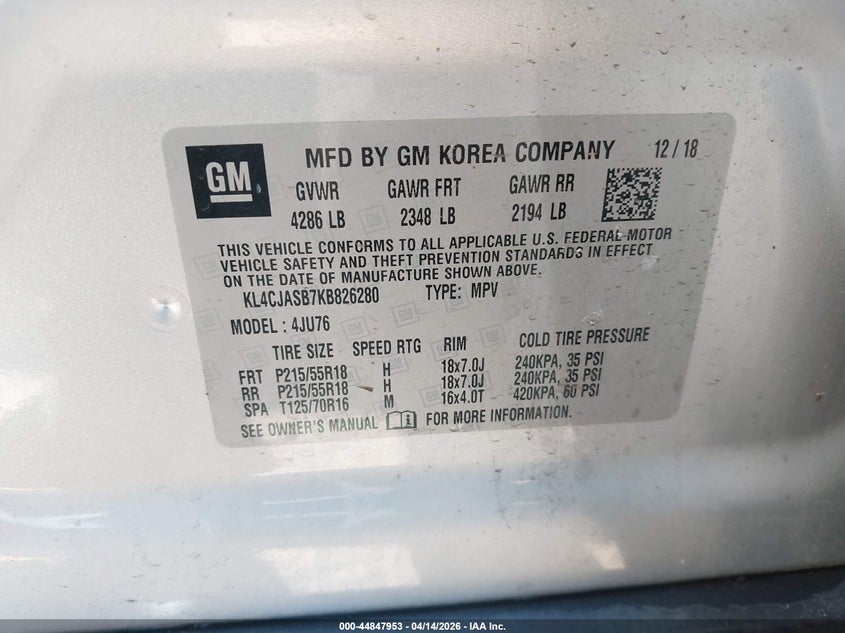 GM
MFD BY GM KOREA COMPANY 12 / 18
GVWR GAWR FRT GAWR RR
4286 LB 2348 LB 2194 LB
THIS VEHICLE CONFORMS TO ALL APPLICABLE U.S. FEDERAL MOTOR
VEHICLE SAFETY AND THEFT PREVENTION STANDARDS IN EFFECT
ON THE DATE OF MANUFACTURE SHOWN ABOVE.
KL4CJASB7KB826280 TYPE: MPV
MODEL : 4JU76
TIRE SIZE SPEED RTG RIM COLD TIRE PRESSURE
FRT P215/55R18 H 18x7.0J 240KPA, 35 PSI
RR P215/55R18 H 18x7.0J 240KPA, 35 PSI
SPA T125/70R16 M 16x4.0T 420KPA, 60 PSI
SEE OWNER'S MANUAL FOR MORE INFORMATION.
000-44847953 - 04/14/2026 - IAA Inc.